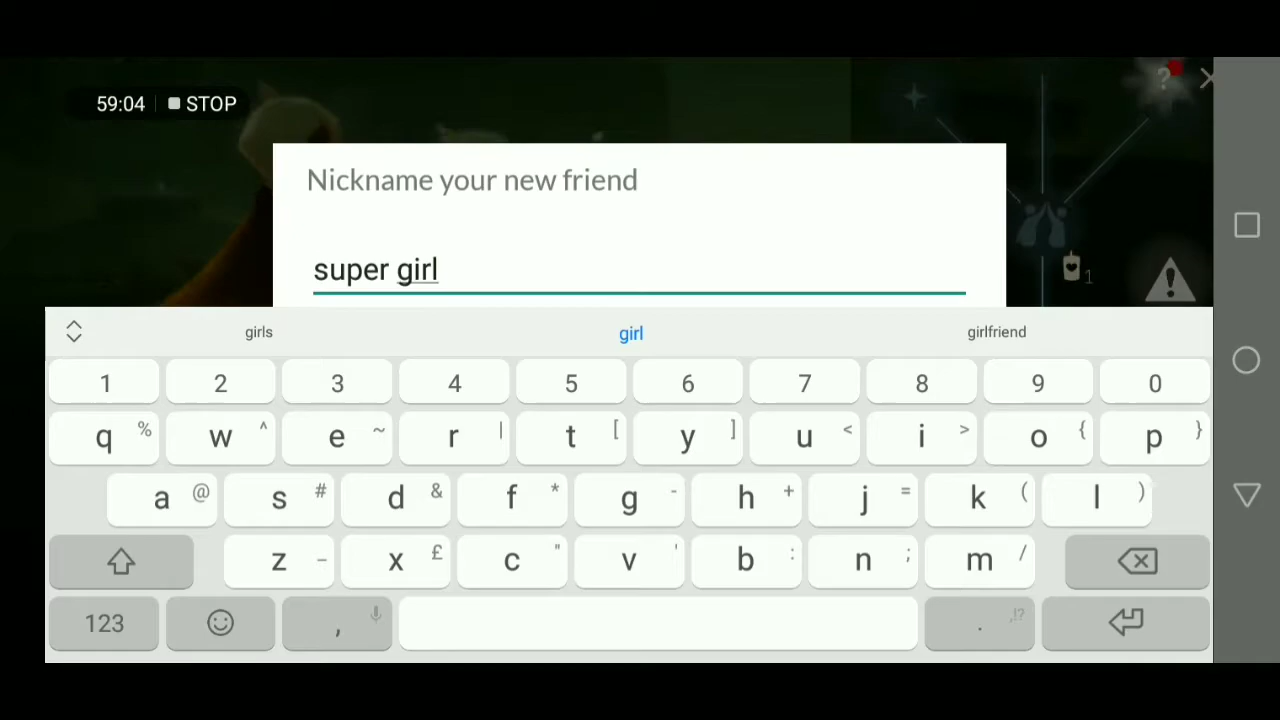 ?
59:04 STOP
Nickname your new friend
super girl
1
girls girl girlfriend
1 2 3 4 5 6 7 8 9 0
q % w ^ e ~ r | t [ y ] u < i > o { p }
a @ s # d & f * g - h + j = k ( l )
z _ x £ c " v ' b : n ; m /
123 , . ,!?